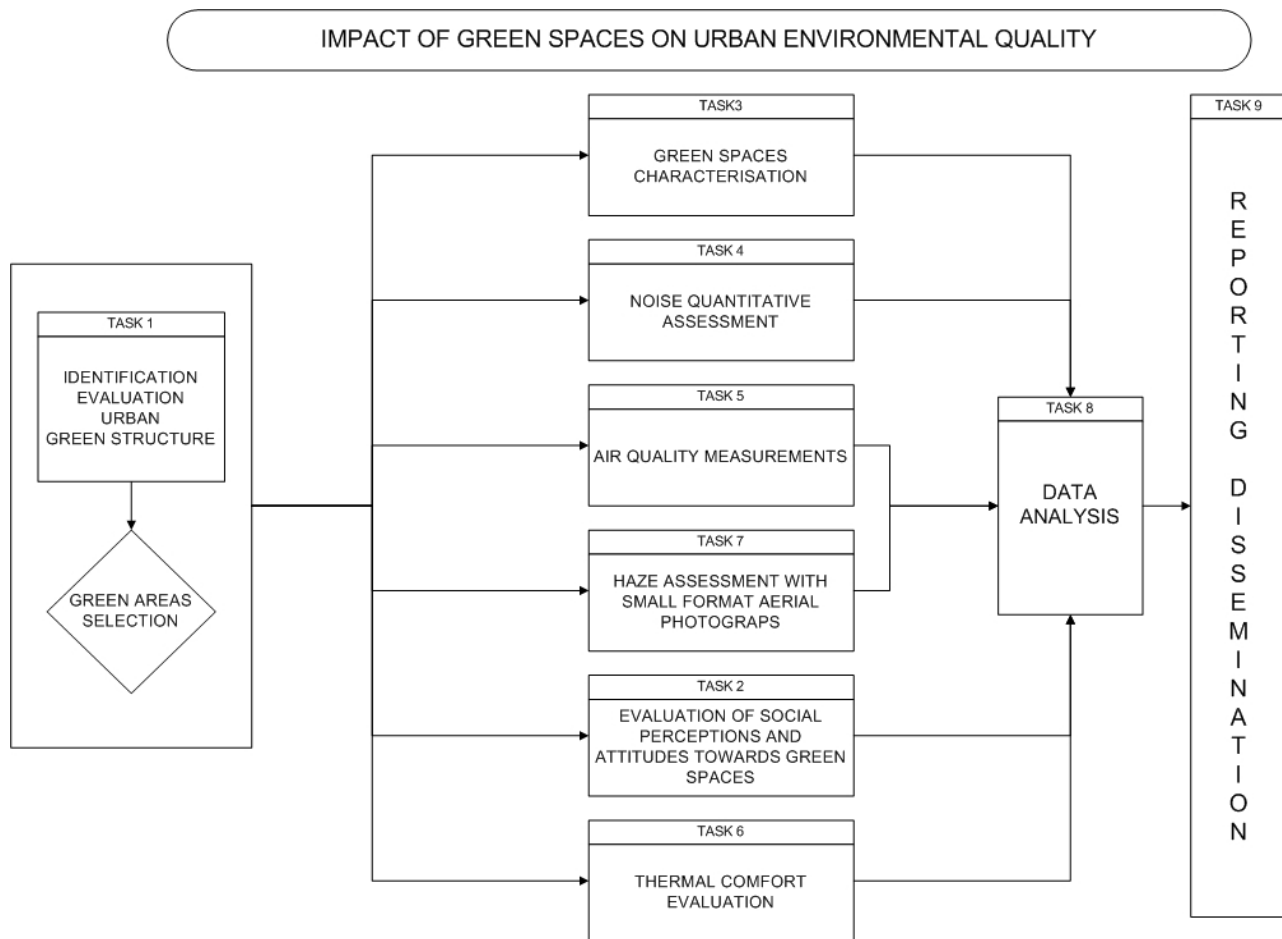 IMPACT OF GREEN SPACES ON URBAN ENVIRONMENTAL QUALITY
TASK 1
IDENTIFICATION
EVALUATION
URBAN
GREEN STRUCTURE
GREEN AREAS
SELECTION
TASK3
GREEN SPACES
CHARACTERISATION
TASK 4
NOISE QUANTITATIVE
ASSESSMENT
TASK 5
AIR QUALITY MEASUREMENTS
TASK 7
HAZE ASSESSMENT WITH
SMALL FORMAT AERIAL
PHOTOGRAPS
TASK 2
EVALUATION OF SOCIAL
PERCEPTIONS AND
ATTITUDES TOWARDS GREEN
SPACES
TASK 6
THERMAL COMFORT
EVALUATION
TASK 8
DATA
ANALYSIS
TASK 9
REPORTING DISSEMINATION